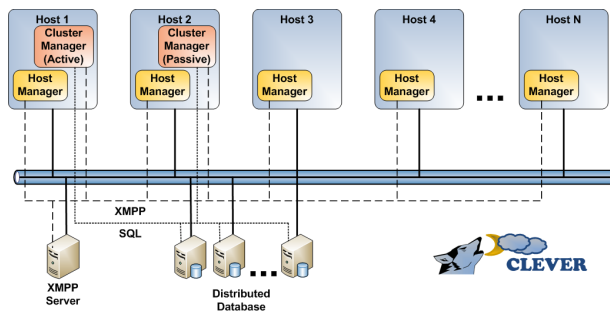 Host 1
Host 2
Host 3
Host 4
Host N
Cluster
Manager
(Active)
Cluster
Manager
(Passive)
Host
Manager
Host
Manager
Host
Manager
Host
Manager
Host
Manager
XMPP
SQL
XMPP
Server
Distributed
Database
CLEVER